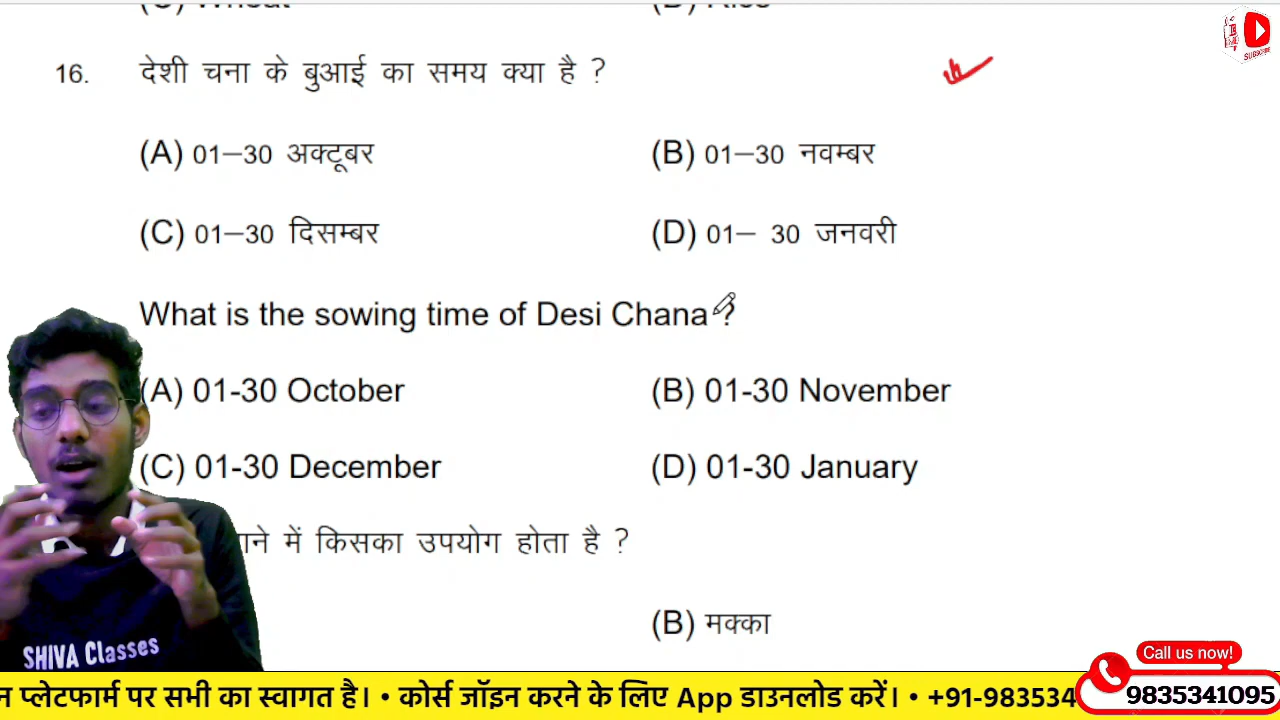 16. देशी चना के बुआई का समय क्या है ?
(A) 01–30 अक्टूबर (B) 01–30 नवम्बर
(C) 01–30 दिसम्बर (D) 01– 30 जनवरी
What is the sowing time of Desi Chana ?
(A) 01-30 October (B) 01-30 November
(C) 01-30 December (D) 01-30 January
में किसका उपयोग होता है ?
(B) मक्का
SHIVA Classes
SUBSCRIBE
Call us now!
प्लेटफार्म पर सभी का स्वागत है। • कोर्स जॉइन करने के लिए App डाउनलोड करें। • +91-983534
9835341095